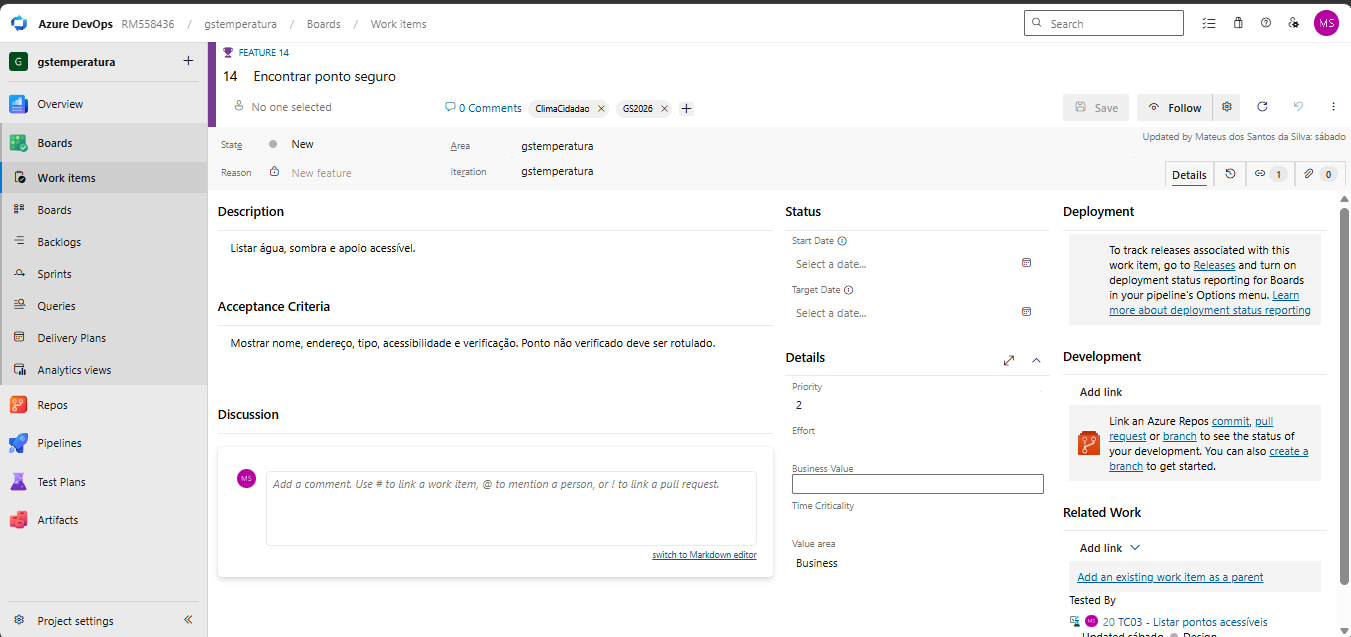 Azure DevOps RM558436 / gstemperatura / Boards / Work items
Search
MS
G gstemperatura +
Overview
Boards
Work items
Boards
Backlogs
Sprints
Queries
Delivery Plans
Analytics views
Repos
Pipelines
Test Plans
Artifacts
Project settings
FEATURE 14
14 Encontrar ponto seguro
No one selected
0 Comments
ClimaCidadao
GS2026
Save
Follow
State New
Area gstemperatura
Reason New feature
Iteration gstemperatura
Updated by Mateus dos Santos da Silva: sábado
Details
1
0
Description
Listar água, sombra e apoio acessível.
Acceptance Criteria
Mostrar nome, endereço, tipo, acessibilidade e verificação. Ponto não verificado deve ser rotulado.
Discussion
MS
Add a comment. Use # to link a work item, @ to mention a person, or ! to link a pull request.
switch to Markdown editor
Status
Start Date
Select a date...
Target Date
Select a date...
Details
Priority
2
Effort
Business Value
Time Criticality
Value area
Business
Deployment
To track releases associated with this
work item, go to Releases and turn on
deployment status reporting for Boards
in your pipeline's Options menu. Learn
more about deployment status reporting
Development
Add link
Link an Azure Repos commit, pull
request or branch to see the status of
your development. You can also create a
branch to get started.
Related Work
Add link
Add an existing work item as a parent
Tested By
MS 20 TC03 - Listar pontos acessíveis
Updated sábado Design